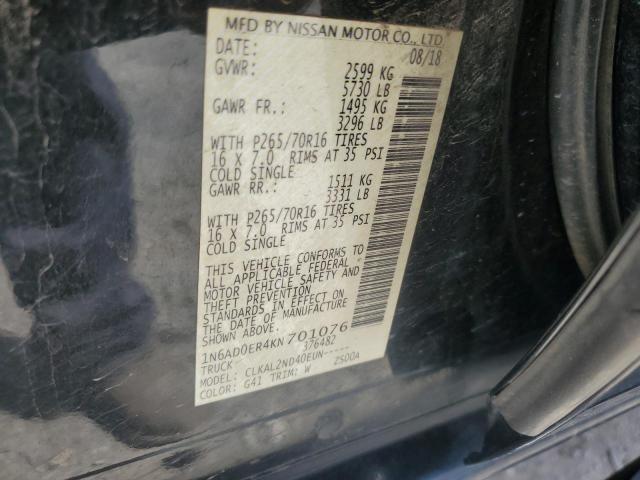 MFD BY NISSAN MOTOR CO., LTD
DATE: 08/18
GVWR: 2599 KG
5730 LB
GAWR FR.: 1495 KG
3296 LB
WITH P265/70R16 TIRES
16 X 7.0 RIMS AT 35 PSI
COLD SINGLE
GAWR RR.: 1511 KG
3331 LB
WITH P265/70R16 TIRES
16 X 7.0 RIMS AT 35 PSI
COLD SINGLE
THIS VEHICLE CONFORMS TO
ALL APPLICABLE FEDERAL
MOTOR VEHICLE SAFETY AND
THEFT PREVENTION
STANDARDS IN EFFECT ON
THE DATE OF MANUFACTURE
SHOWN ABOVE.
1N6AD0ER4KN701076
TRUCK 376482
MODEL: CLKAL2ND40EUN-----
COLOR: G41 TRIM: W 2S00A